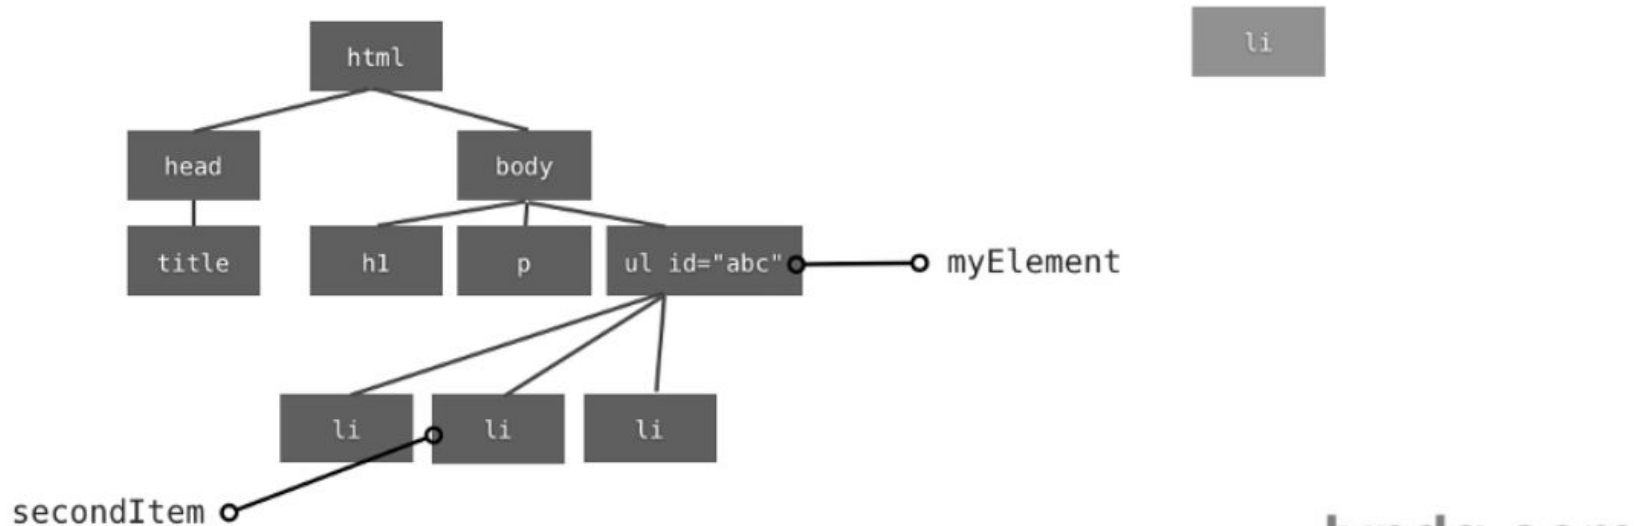 html
li
head
body
title
h1
p
ul id="abc"
myElement
li
li
li
secondItem